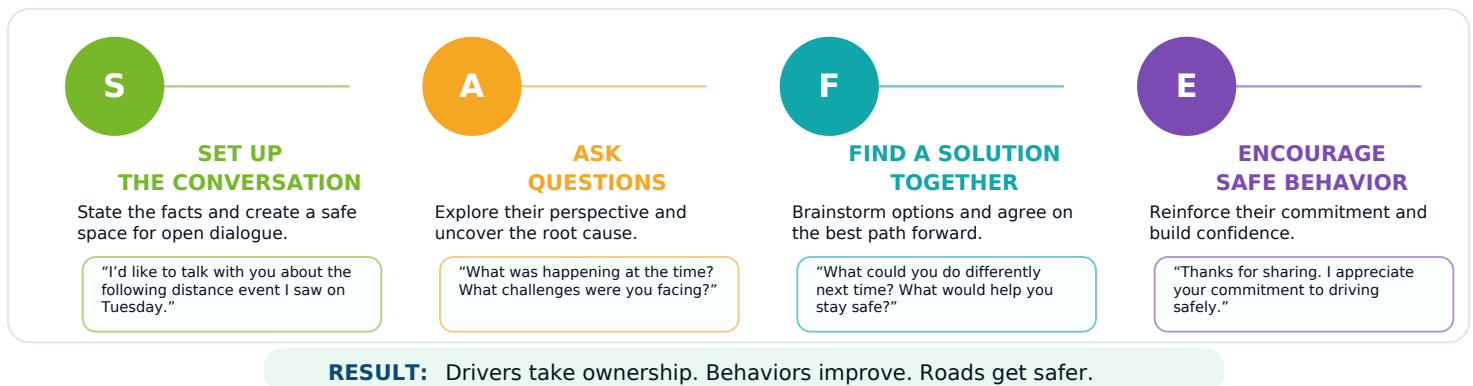 S
SET UP
THE CONVERSATION
State the facts and create a safe
space for open dialogue.
“I’d like to talk with you about the
following distance event I saw on
Tuesday.”
A
ASK
QUESTIONS
Explore their perspective and
uncover the root cause.
“What was happening at the time?
What challenges were you facing?”
F
FIND A SOLUTION
TOGETHER
Brainstorm options and agree on
the best path forward.
“What could you do differently
next time? What would help you
stay safe?”
E
ENCOURAGE
SAFE BEHAVIOR
Reinforce their commitment and
build confidence.
“Thanks for sharing. I appreciate
your commitment to driving
safely.”
RESULT: Drivers take ownership. Behaviors improve. Roads get safer.